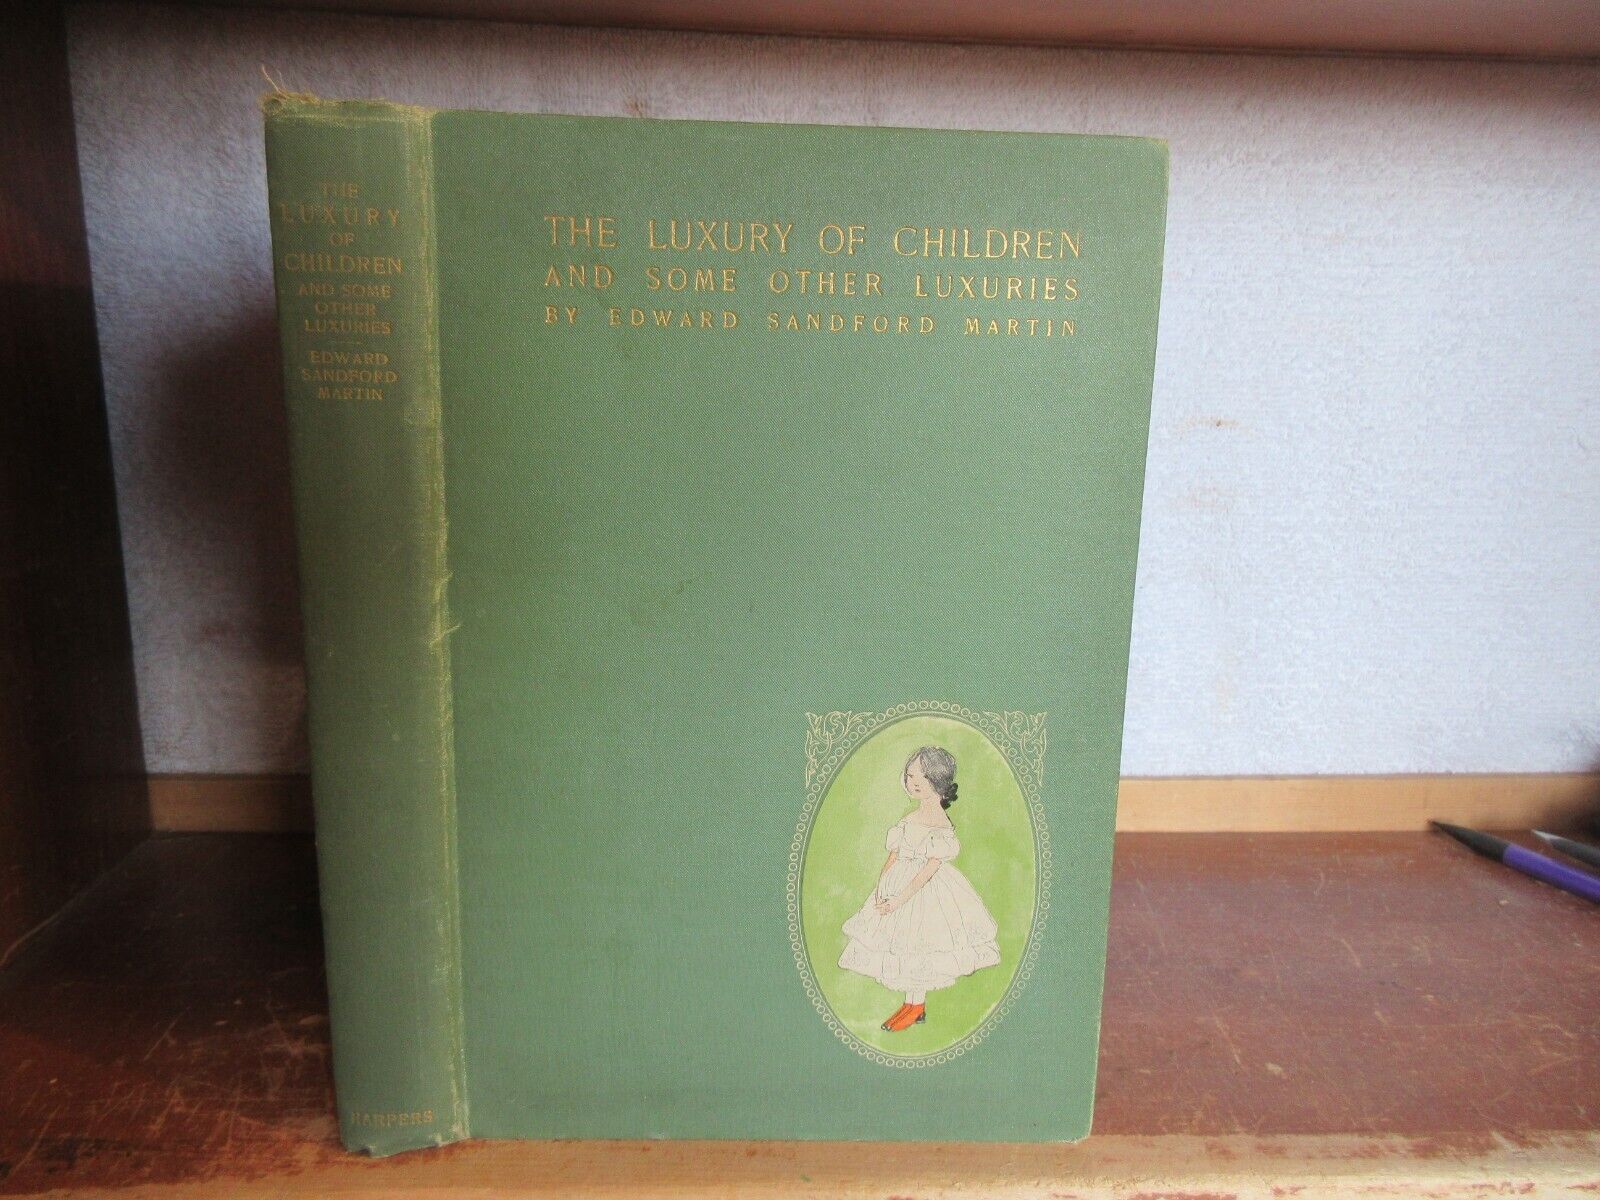 THE
LUXURY
OF
CHILDREN
AND SOME
OTHER
LUXURIES
EDWARD
SANDFORD
MARTIN
HARPERS
THE LUXURY OF CHILDREN
AND SOME OTHER LUXURIES
BY EDWARD SANDFORD MARTIN